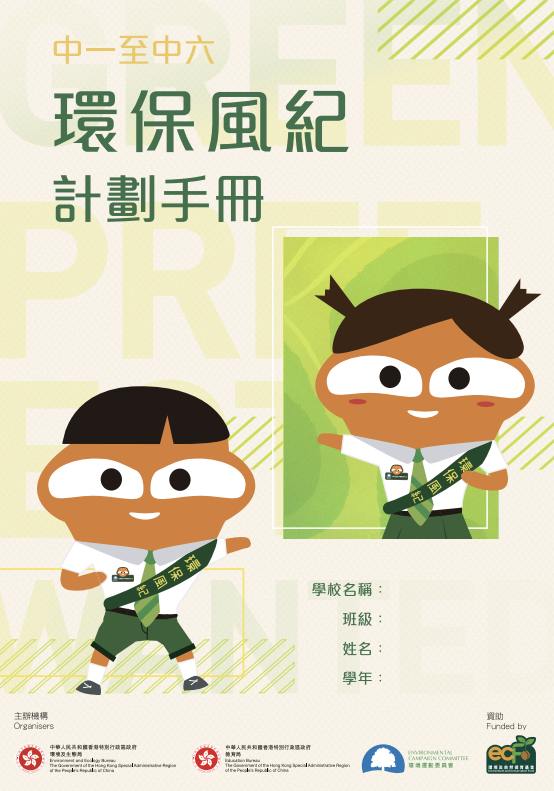 GREEN
中一至中六
環保風紀
計劃手冊
PREFECT
環保風紀
環保風紀
WANTED
學校名稱：
班級：
姓名：
學年：
主辦機構
Organisers
資助
Funded by
中華人民共和國香港特別行政區政府
環境及生態局
Environment and Ecology Bureau
The Government of the Hong Kong Special Administrative Region
of the People's Republic of China
中華人民共和國香港特別行政區政府
教育局
Education Bureau
The Government of the Hong Kong Special Administrative Region
of the People's Republic of China
ENVIRONMENTAL
CAMPAIGN COMMITTEE
環境運動委員會
ecf
環境及自然保育基金